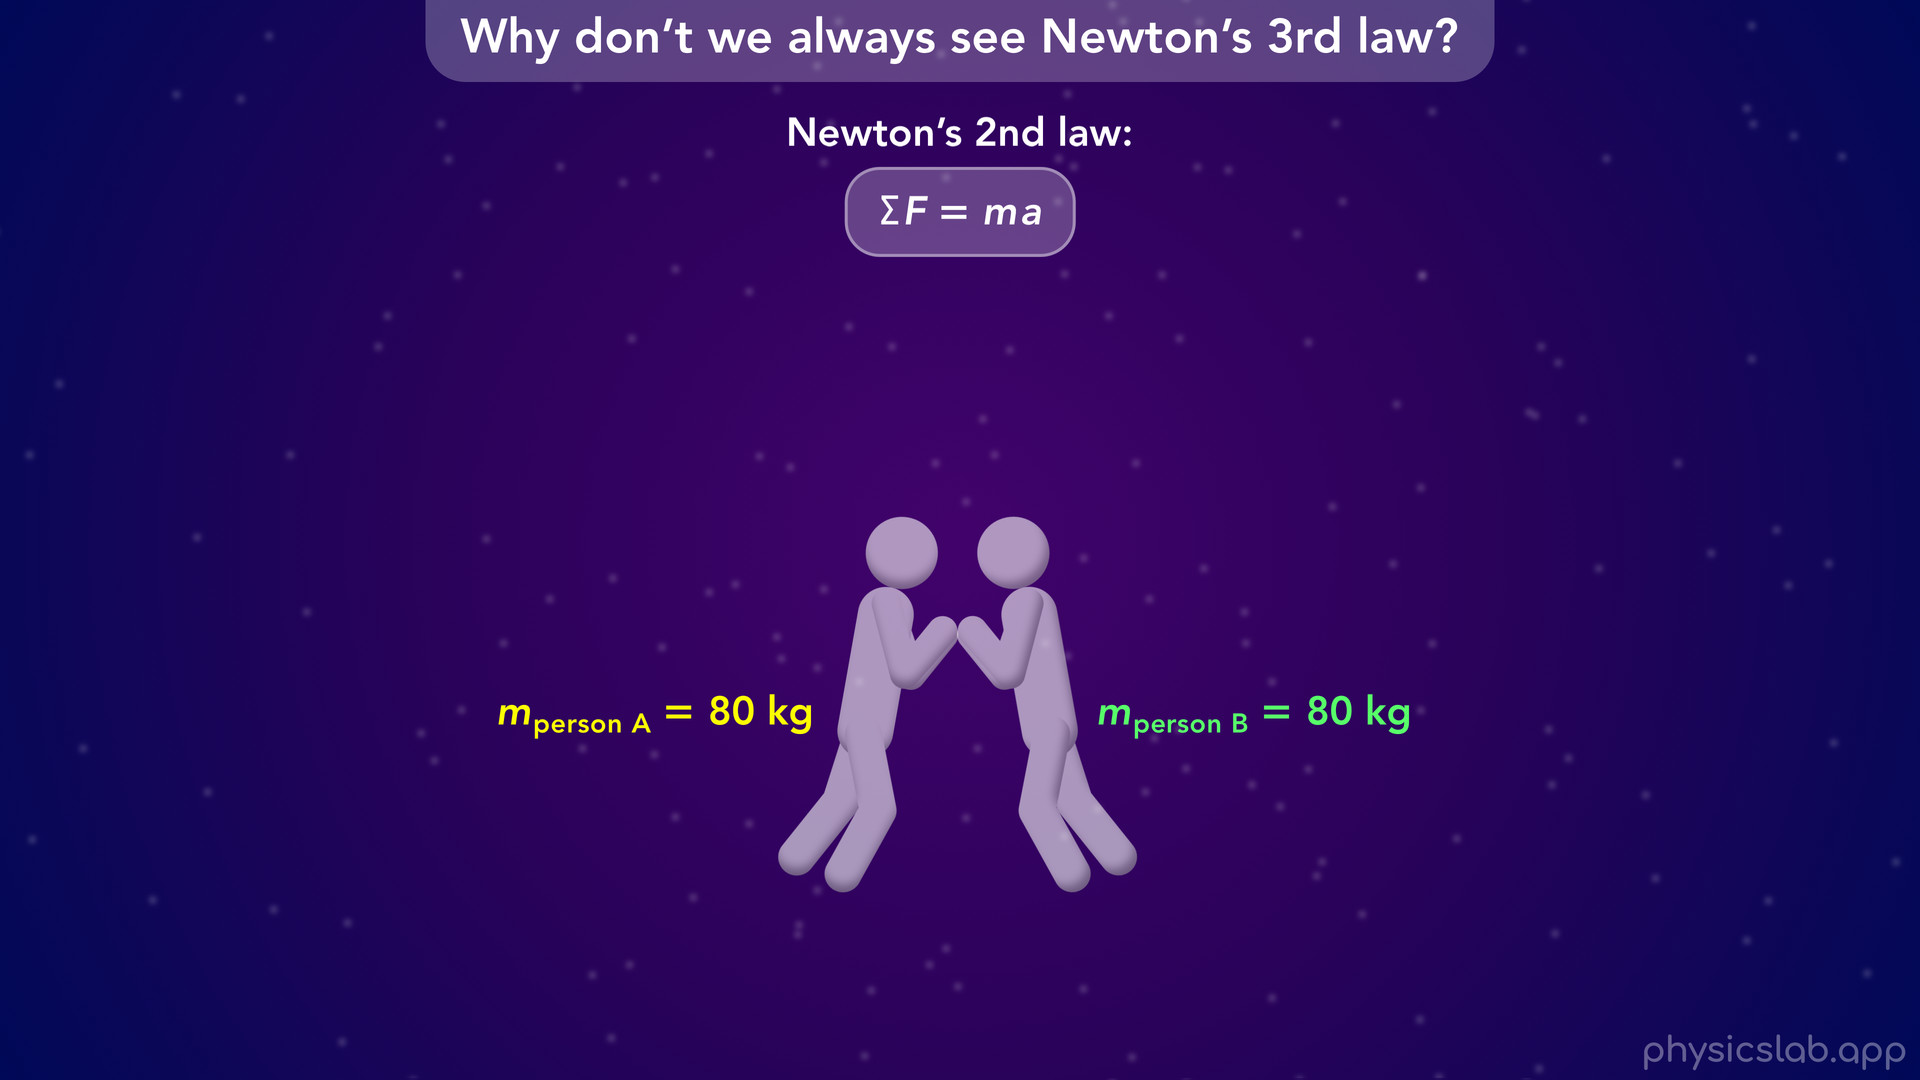 Why don’t we always see Newton’s 3rd law?
Newton’s 2nd law:
ΣF = ma
mperson A = 80 kg
mperson B = 80 kg
physicslab.app